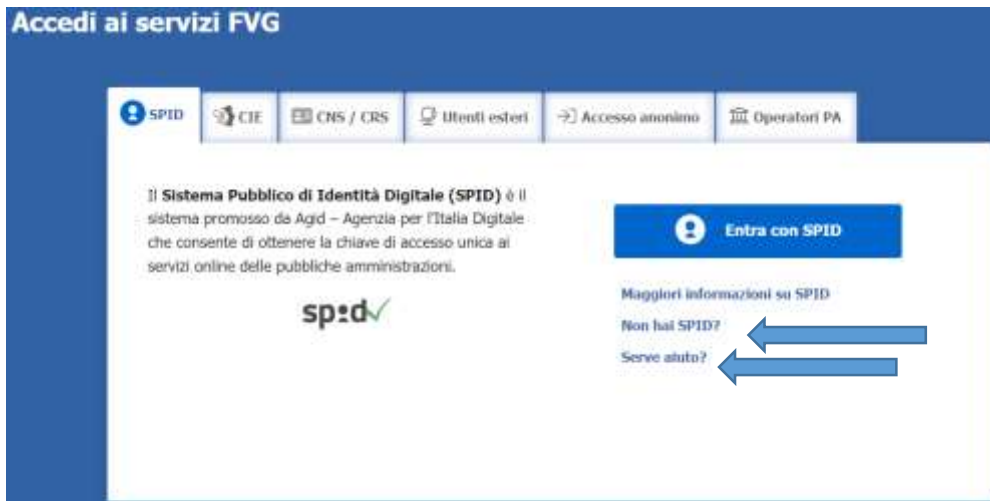 Accedi ai servizi FVG
SPID
CIE
CNS / CRS
Utenti esteri
Accesso anonimo
Operatori PA
Il Sistema Pubblico di Identità Digitale (SPID) è il
sistema promosso da Agid – Agenzia per l'Italia Digitale
che consente di ottenere la chiave di accesso unica ai
servizi online delle pubbliche amministrazioni.
spid
Entra con SPID
Maggiori informazioni su SPID
Non hai SPID?
Serve aiuto?